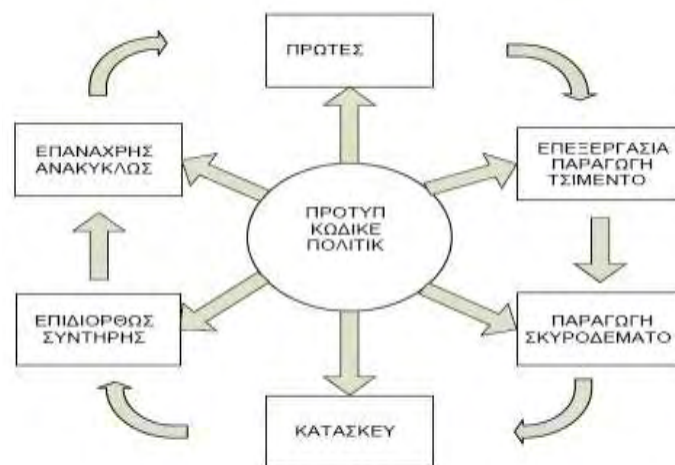 ΠΡΩΤΕΣ
ΕΠΑΝΑΧΡΗΣ
ΑΝΑΚΥΚΛΩΣ
ΕΠΕΞΕΡΓΑΣΙΑ
ΠΑΡΑΓΩΓΗ
ΤΣΙΜΕΝΤΟ
ΠΡΟΤΥΠ
ΚΩΔΙΚΕ
ΠΟΛΙΤΙΚ
ΕΠΙΔΙΟΡΘΩΣ
ΣΥΝΤΗΡΗΣ
ΠΑΡΑΓΩΓΗ
ΣΚΥΡΟΔΕΜΑΤΟ
ΚΑΤΑΣΚΕΥ